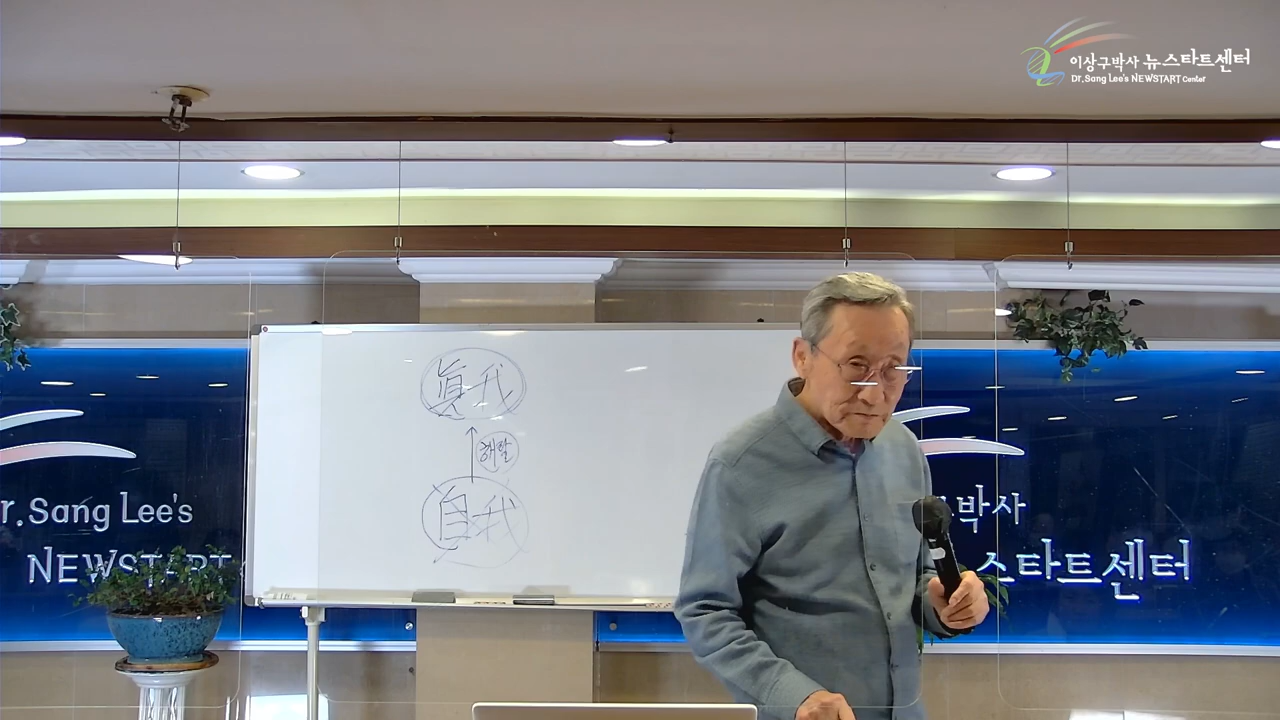 이상구박사 뉴스타트센터
Dr.Sang Lee's NEWSTART Center
眞我
해탈
自我
r.Sang Lee's
NEWSTART
박사
스타트센터